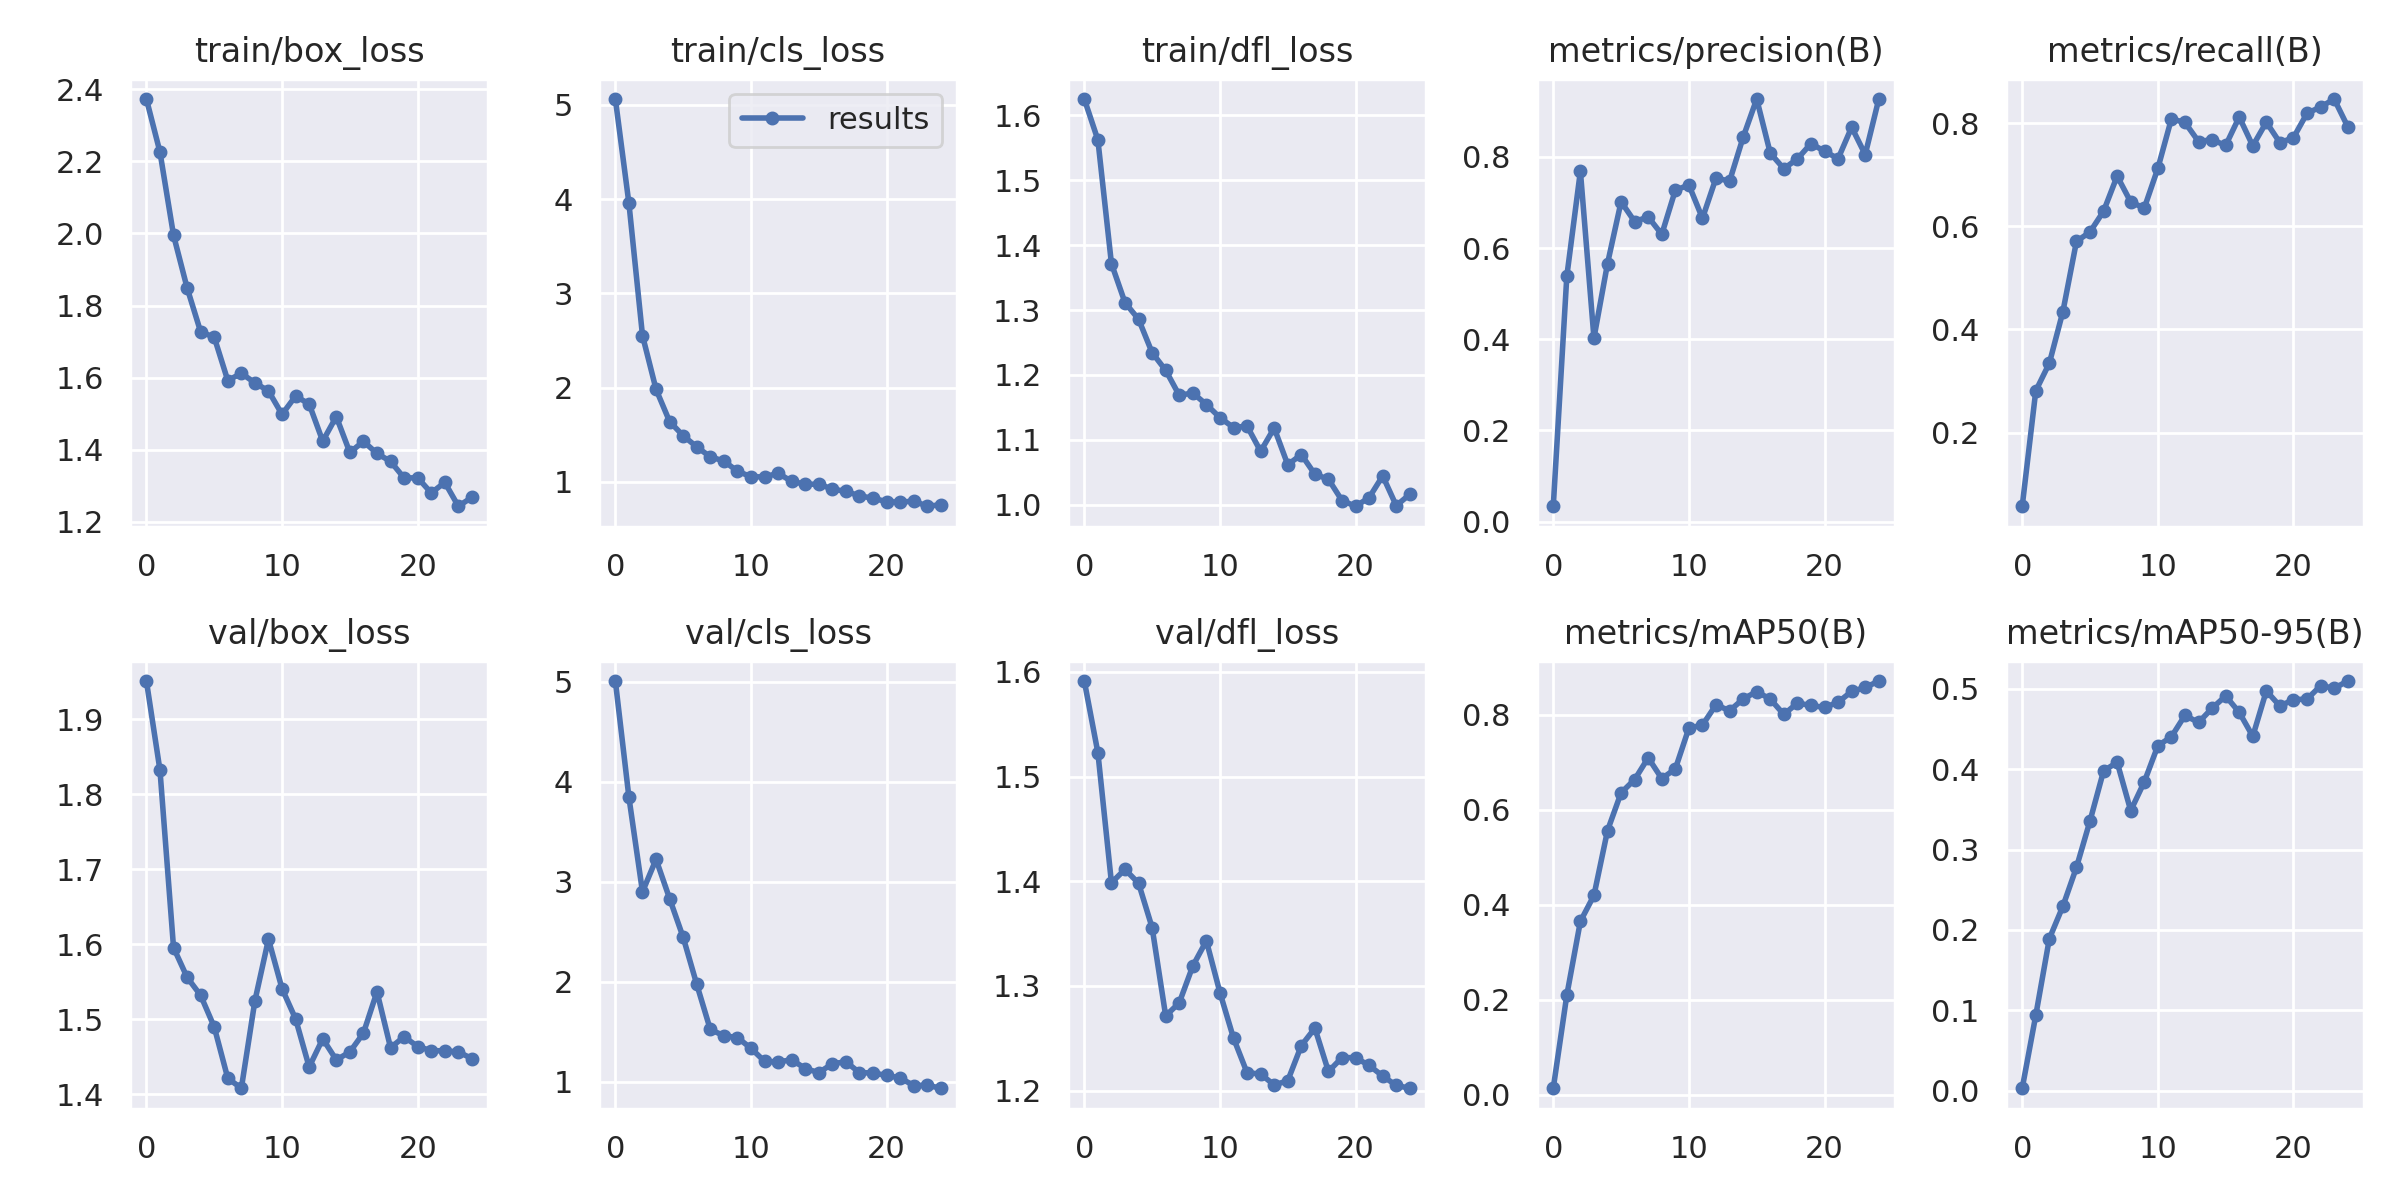 train/box_loss
2.4
2.2
2.0
1.8
1.6
1.4
1.2
0 10 20
train/cls_loss
results
5
4
3
2
1
0 10 20
train/dfl_loss
1.6
1.5
1.4
1.3
1.2
1.1
1.0
0 10 20
metrics/precision(B)
0.8
0.6
0.4
0.2
0.0
0 10 20
metrics/recall(B)
0.8
0.6
0.4
0.2
0 10 20
val/box_loss
1.9
1.8
1.7
1.6
1.5
1.4
0 10 20
val/cls_loss
5
4
3
2
1
0 10 20
val/dfl_loss
1.6
1.5
1.4
1.3
1.2
0 10 20
metrics/mAP50(B)
0.8
0.6
0.4
0.2
0.0
0 10 20
metrics/mAP50-95(B)
0.5
0.4
0.3
0.2
0.1
0.0
0 10 20